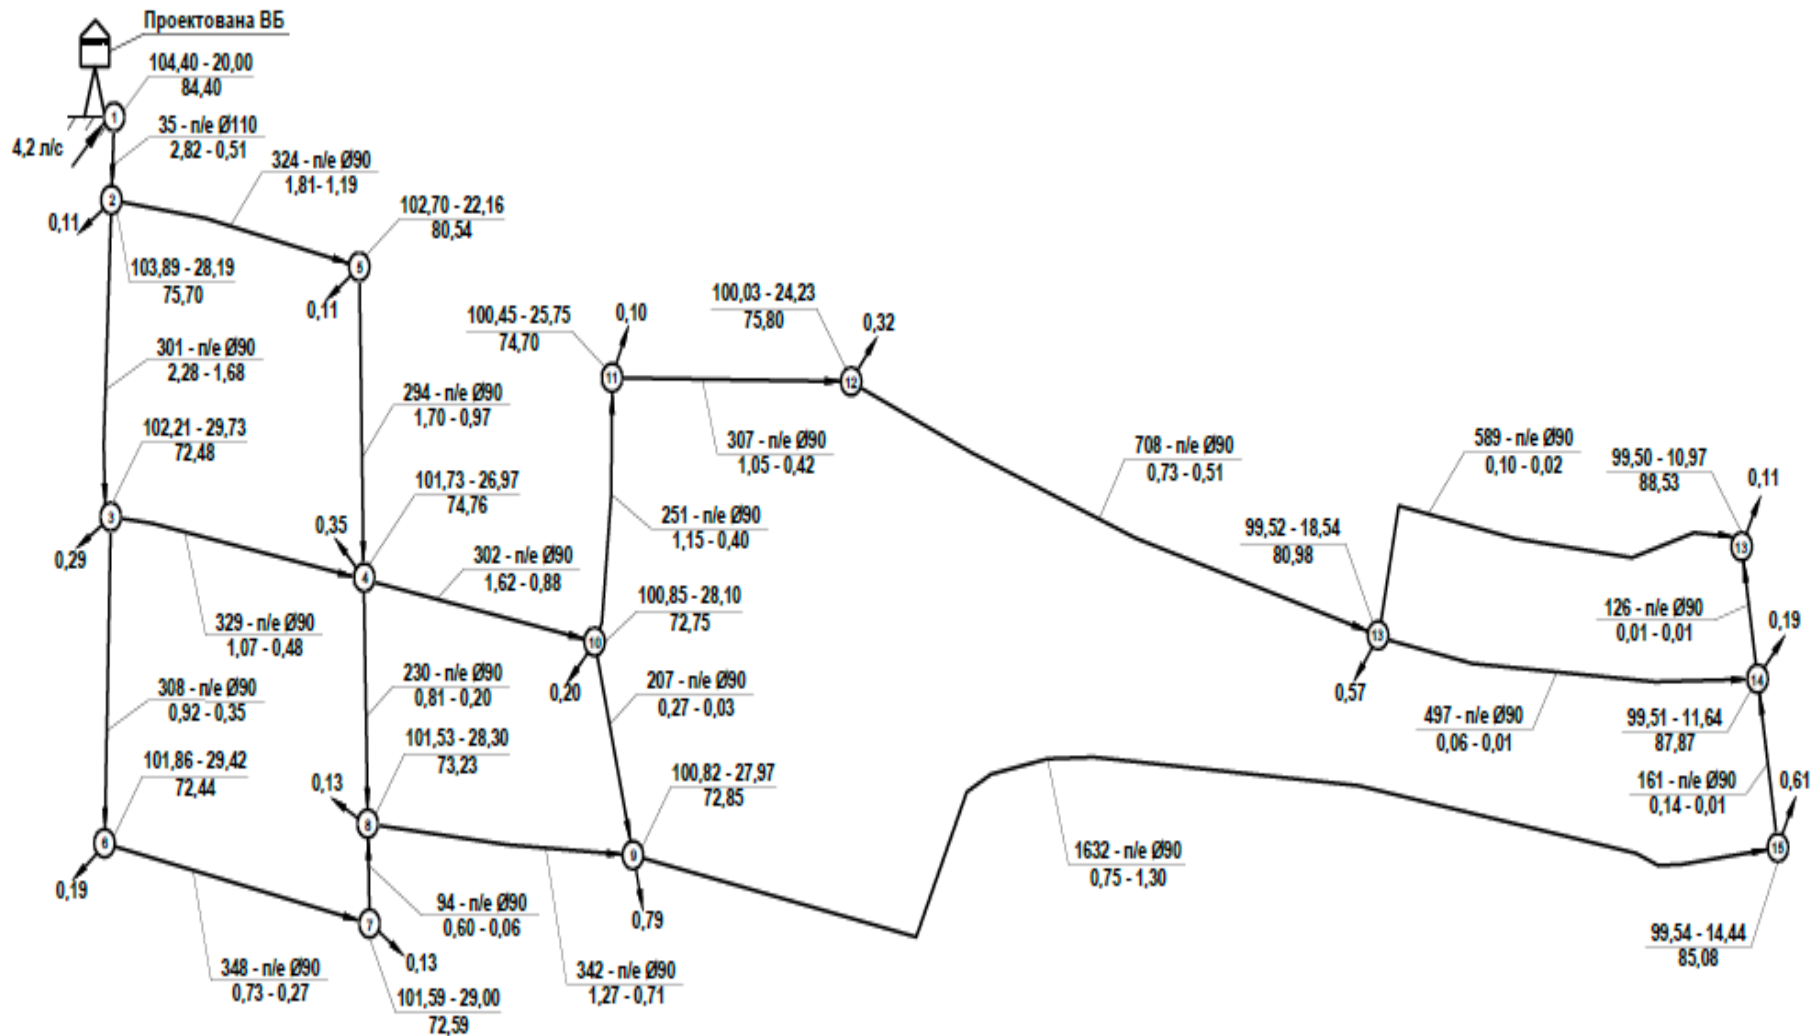 Проектована ВБ
104,40 - 20,00
84,40
1
4,2 л/с
35 - п/е Ø110
2,82 - 0,51
324 - п/е Ø90
1,81- 1,19
2
0,11
102,70 - 22,16
80,54
5
0,11
103,89 - 28,19
75,70
100,45 - 25,75
74,70
0,10
100,03 - 24,23
75,80
0,32
11
12
301 - п/е Ø90
2,28 - 1,68
294 - п/е Ø90
1,70 - 0,97
307 - п/е Ø90
1,05 - 0,42
708 - п/е Ø90
0,73 - 0,51
589 - п/е Ø90
0,10 - 0,02
99,50 - 10,97
88,53
0,11
13
102,21 - 29,73
72,48
3
0,29
101,73 - 26,97
74,76
0,35
4
251 - п/е Ø90
1,15 - 0,40
302 - п/е Ø90
1,62 - 0,88
99,52 - 18,54
80,98
13
0,57
126 - п/е Ø90
0,01 - 0,01
0,19
14
329 - п/е Ø90
1,07 - 0,48
100,85 - 28,10
72,75
10
0,20
308 - п/е Ø90
0,92 - 0,35
230 - п/е Ø90
0,81 - 0,20
207 - п/е Ø90
0,27 - 0,03
497 - п/е Ø90
0,06 - 0,01
99,51 - 11,64
87,87
101,86 - 29,42
72,44
6
0,19
101,53 - 28,30
73,23
0,13
8
100,82 - 27,97
72,85
9
0,79
161 - п/е Ø90
0,14 - 0,01
0,61
15
1632 - п/е Ø90
0,75 - 1,30
94 - п/е Ø90
0,60 - 0,06
7
0,13
348 - п/е Ø90
0,73 - 0,27
101,59 - 29,00
72,59
342 - п/е Ø90
1,27 - 0,71
99,54 - 14,44
85,08